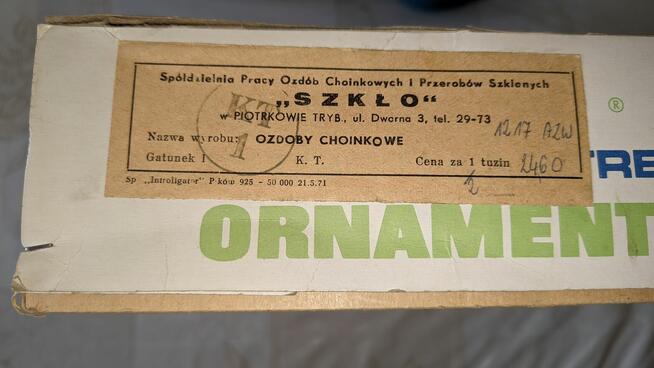 Spółdzielnia Pracy Ozdób Choinkowych i Przerobów Szklanych
„SZKŁO"
w PIOTRKOWIE TRYB., ul. Dworna 3, tel. 29-73
1217 AZW
Nazwa wyrobu: OZDOBY CHOINKOWE
Gatunek I K. T. Cena za 1 tuzin 2460
2
Sp „Introligator" P-ków 925 - 50 000 21.5.71
KT
1
®
TRE
ORNAMENT